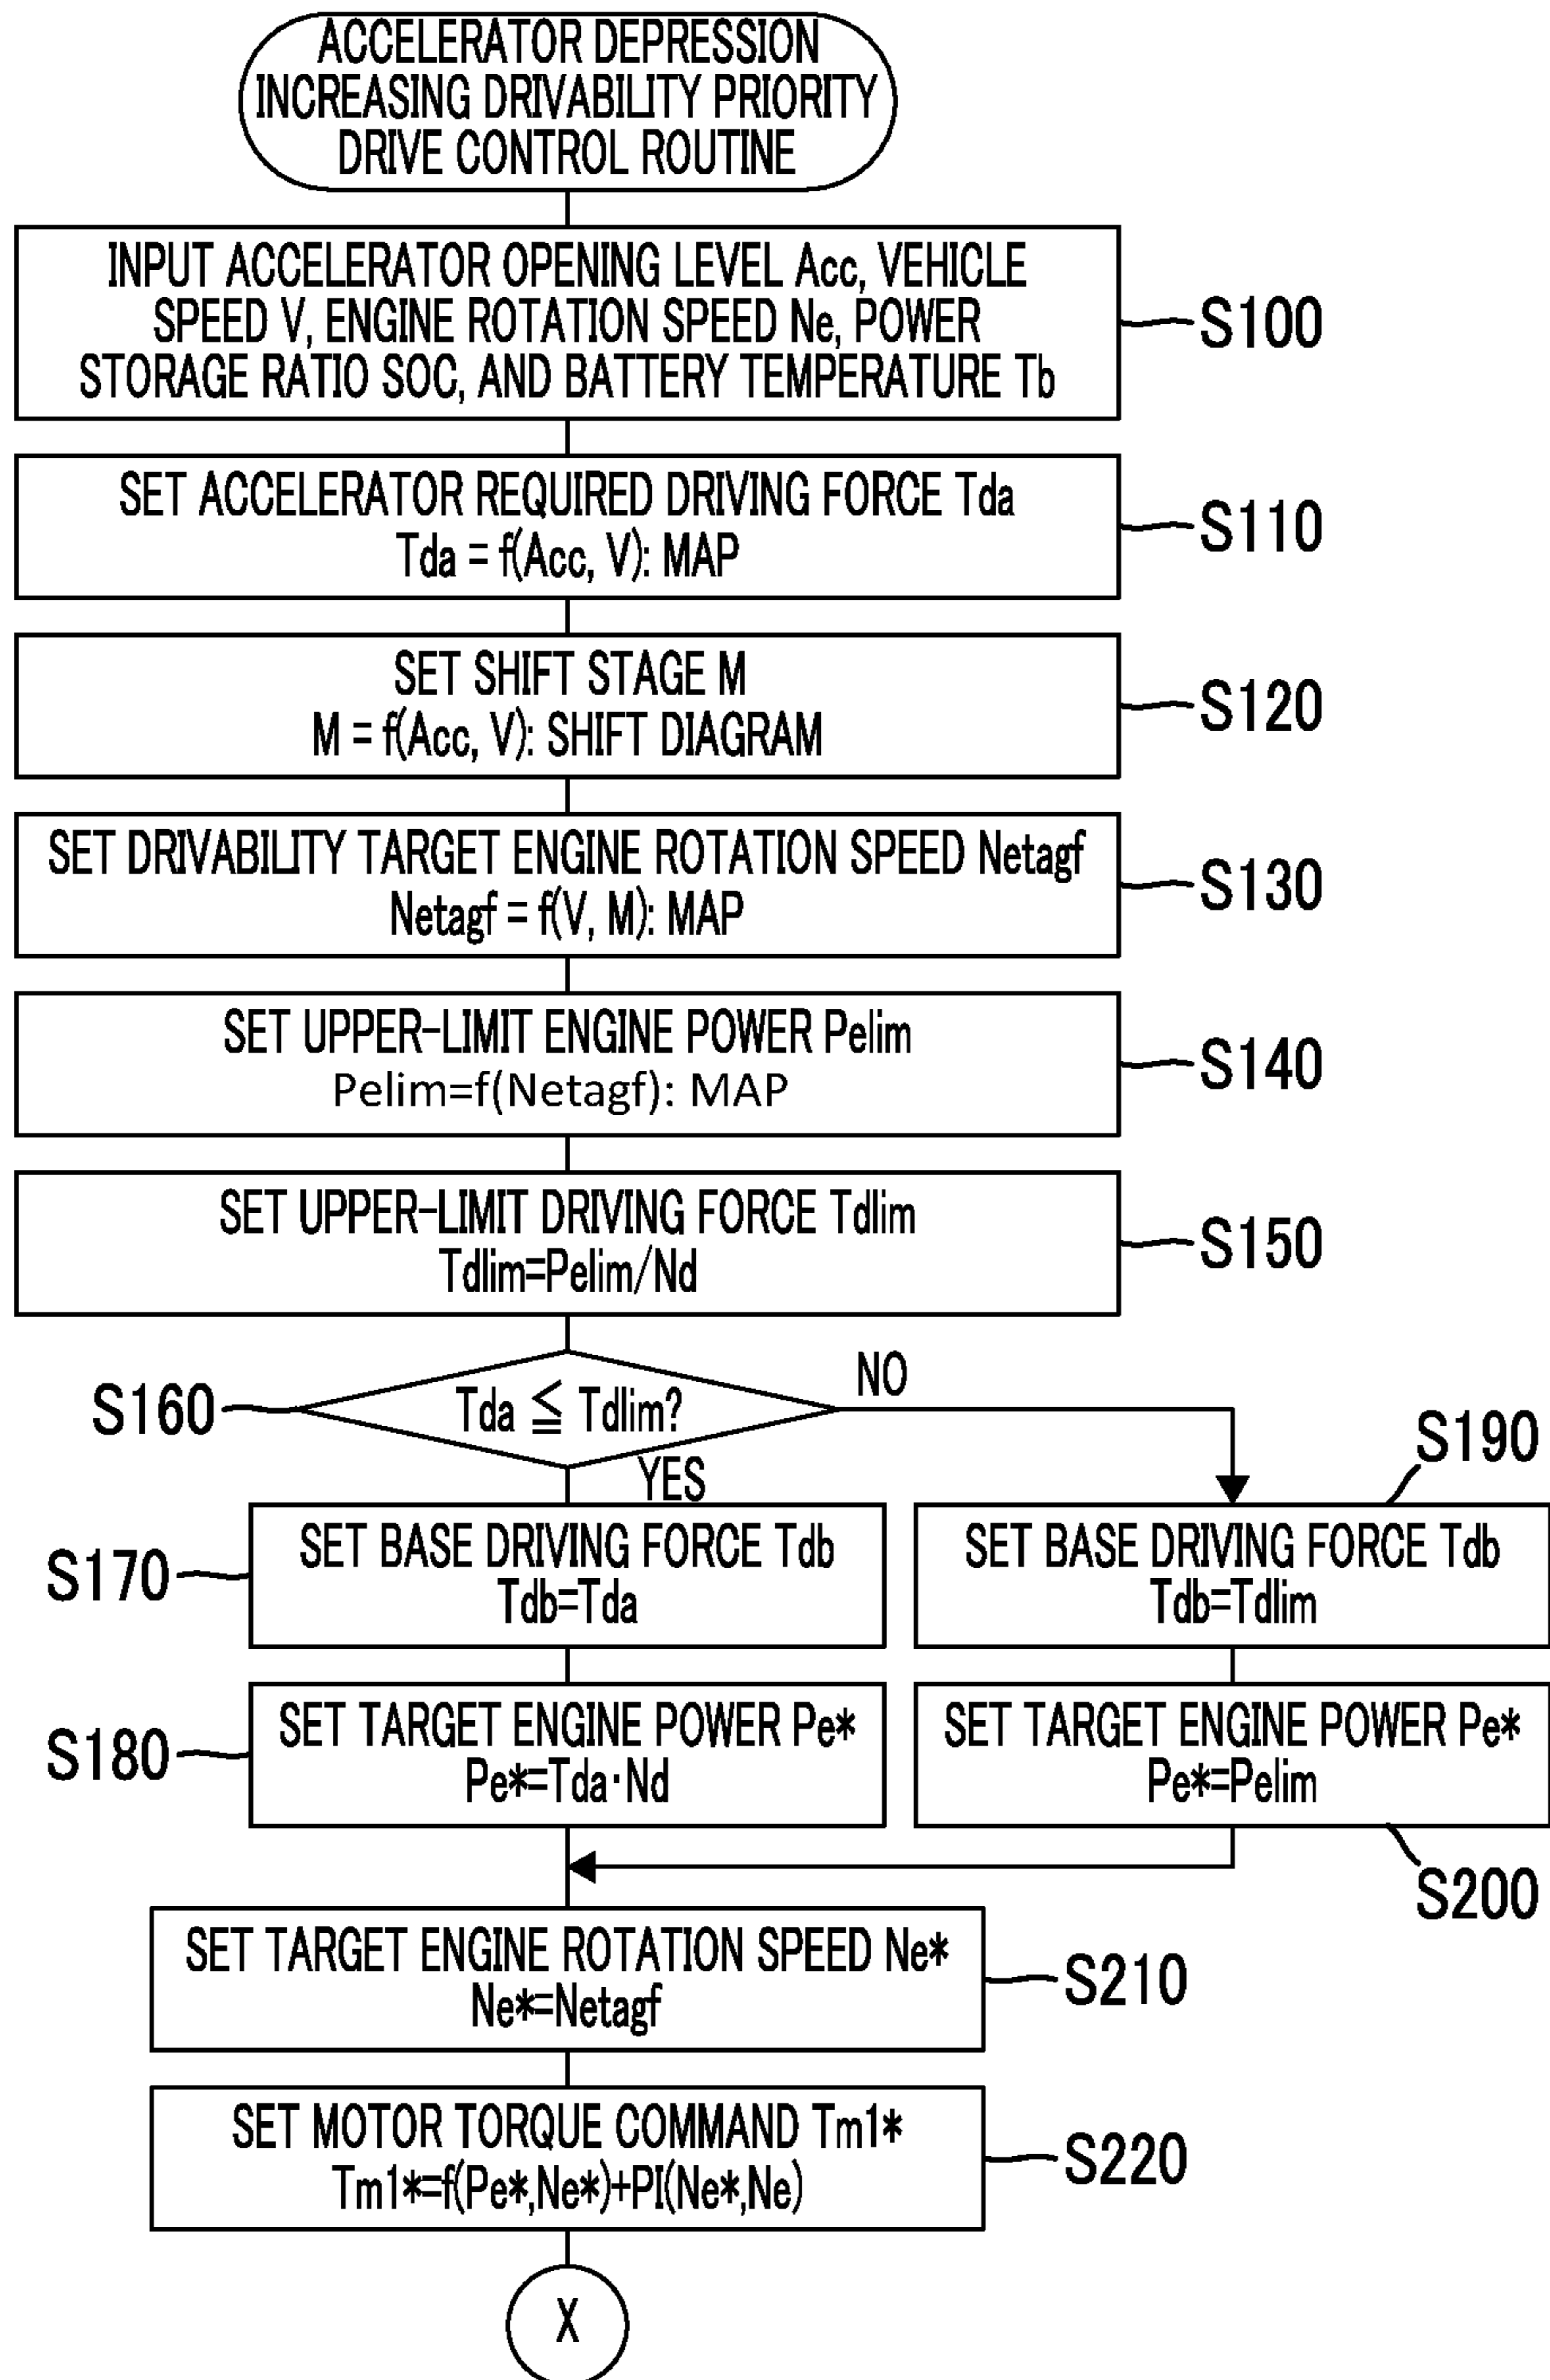 ACCELERATOR DEPRESSION
INCREASING DRIVABILITY PRIORITY
DRIVE CONTROL ROUTINE
INPUT ACCELERATOR OPENING LEVEL Acc, VEHICLE
SPEED V, ENGINE ROTATION SPEED Ne, POWER
STORAGE RATIO SOC, AND BATTERY TEMPERATURE Tb
S100
SET ACCELERATOR REQUIRED DRIVING FORCE Tda
Tda = f(Acc, V): MAP
S110
SET SHIFT STAGE M
M = f(Acc, V): SHIFT DIAGRAM
S120
SET DRIVABILITY TARGET ENGINE ROTATION SPEED Netagf
Netagf = f(V, M): MAP
S130
SET UPPER-LIMIT ENGINE POWER Pelim
Pelim=f(Netagf): MAP
S140
SET UPPER-LIMIT DRIVING FORCE Tdlim
Tdlim=Pelim/Nd
S150
S160
Tda ≦ Tdlim?
NO
YES
S170
SET BASE DRIVING FORCE Tdb
Tdb=Tda
S190
SET BASE DRIVING FORCE Tdb
Tdb=Tdlim
S180
SET TARGET ENGINE POWER Pe*
Pe*=Tda·Nd
SET TARGET ENGINE POWER Pe*
Pe*=Pelim
S200
SET TARGET ENGINE ROTATION SPEED Ne*
Ne*=Netagf
S210
SET MOTOR TORQUE COMMAND Tm1*
Tm1*=f(Pe*,Ne*)+PI(Ne*,Ne)
S220
X